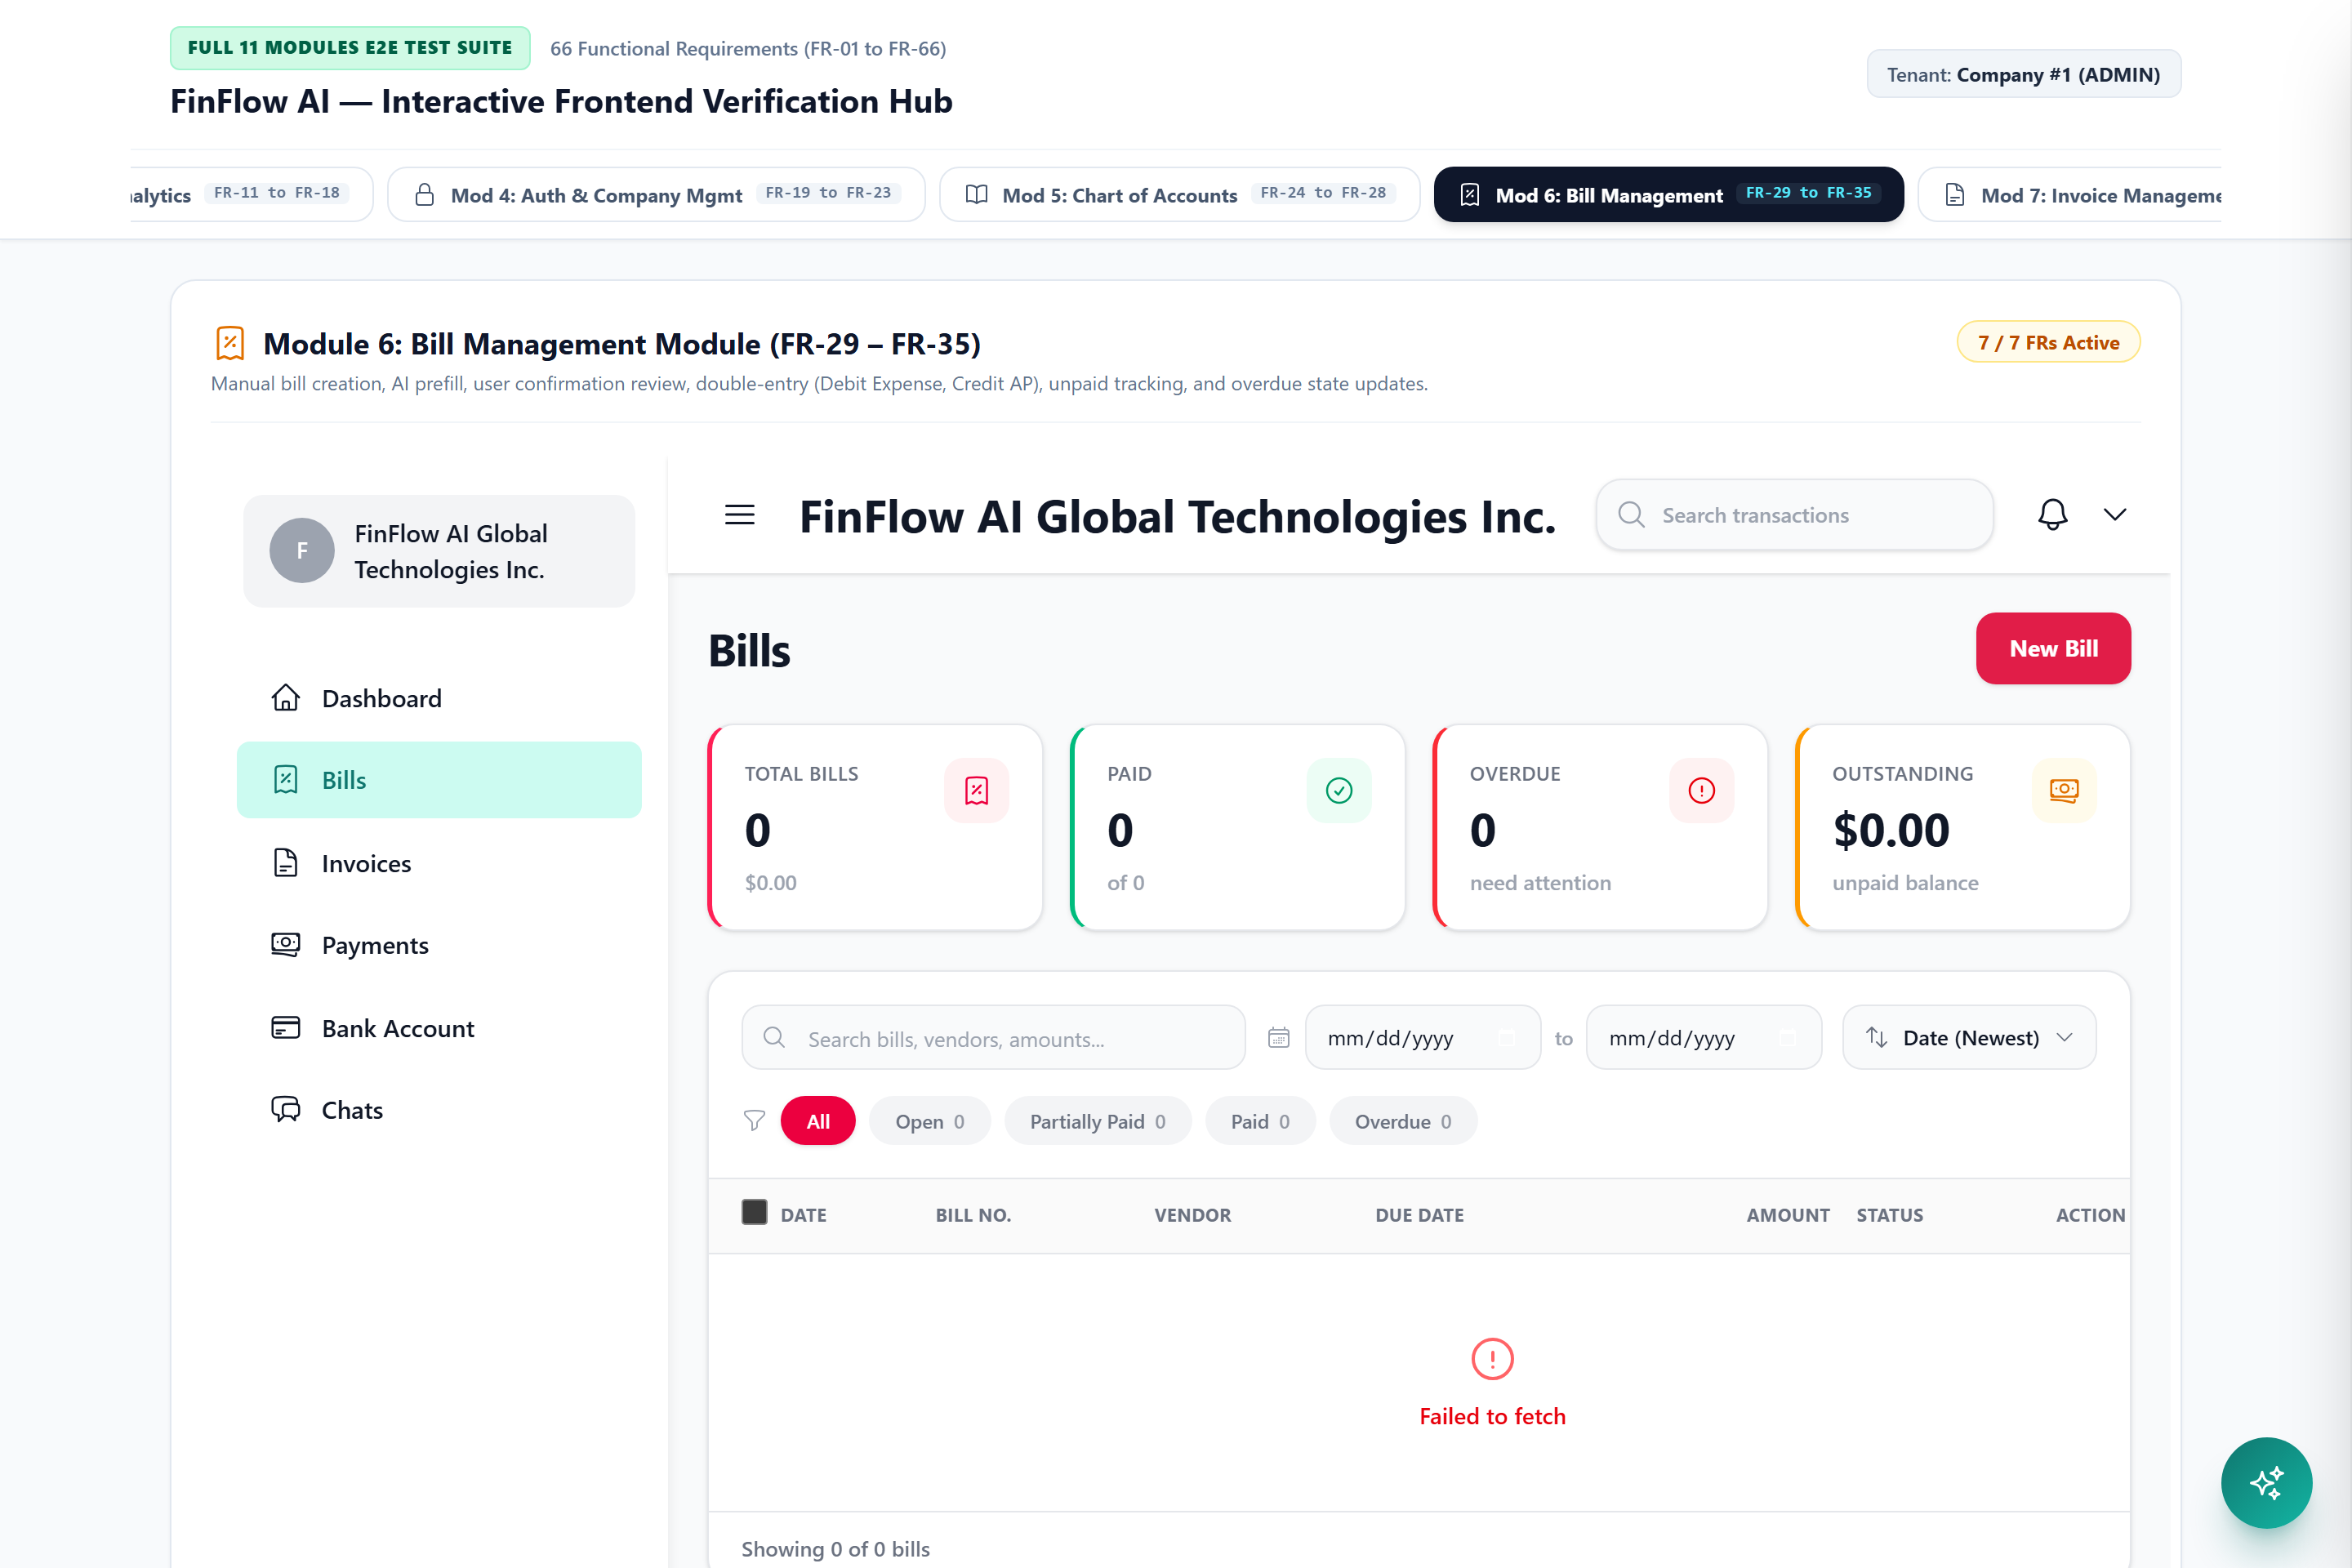 FULL 11 MODULES E2E TEST SUITE
66 Functional Requirements (FR-01 to FR-66)
FinFlow AI — Interactive Frontend Verification Hub
Tenant: Company #1 (ADMIN)
FR-11 to FR-18
Mod 4: Auth & Company Mgmt FR-19 to FR-23
Mod 5: Chart of Accounts FR-24 to FR-28
Mod 6: Bill Management FR-29 to FR-35
Mod 7: Invoice
Module 6: Bill Management Module (FR-29 – FR-35)
7 / 7 FRs Active
Manual bill creation, AI prefill, user confirmation review, double-entry (Debit Expense, Credit AP), unpaid tracking, and overdue state updates.
F
FinFlow AI Global
Technologies Inc.
FinFlow AI Global Technologies Inc.
Search transactions
Dashboard
Bills
Invoices
Payments
Bank Account
Chats
Bills
New Bill
TOTAL BILLS
0
$0.00
PAID
0
of 0
OVERDUE
0
need attention
OUTSTANDING
$0.00
unpaid balance
Search bills, vendors, amounts...
mm/dd/yyyy
to
mm/dd/yyyy
Date (Newest)
All
Open 0
Partially Paid 0
Paid 0
Overdue 0
DATE
BILL NO.
VENDOR
DUE DATE
AMOUNT
STATUS
ACTION
Failed to fetch
Showing 0 of 0 bills